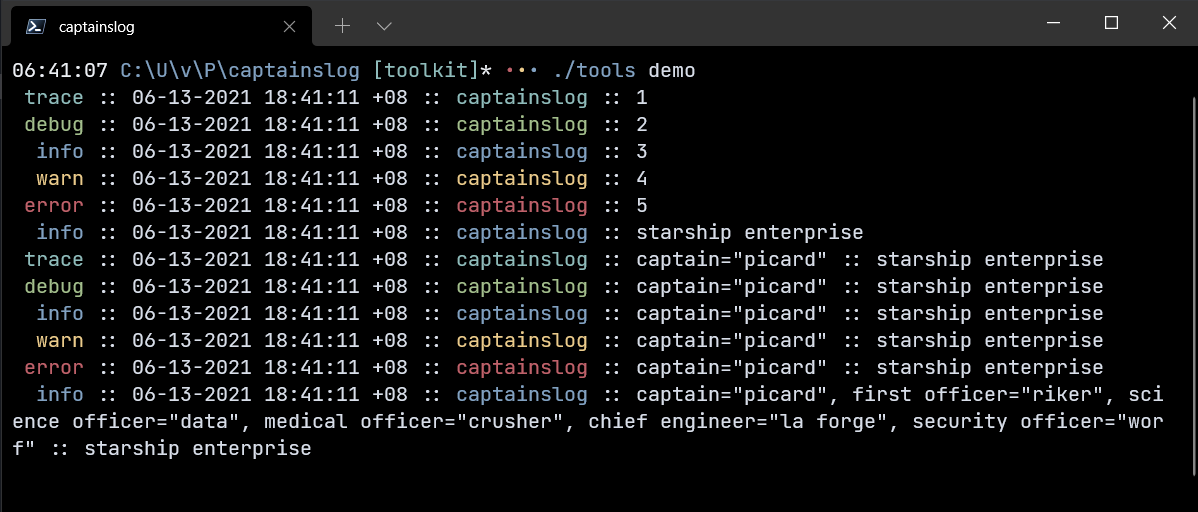 captainslog
06:41:07 C:\U\v\P\captainslog [toolkit]* ••• ./tools demo
trace :: 06-13-2021 18:41:11 +08 :: captainslog :: 1
debug :: 06-13-2021 18:41:11 +08 :: captainslog :: 2
info :: 06-13-2021 18:41:11 +08 :: captainslog :: 3
warn :: 06-13-2021 18:41:11 +08 :: captainslog :: 4
error :: 06-13-2021 18:41:11 +08 :: captainslog :: 5
info :: 06-13-2021 18:41:11 +08 :: captainslog :: starship enterprise
trace :: 06-13-2021 18:41:11 +08 :: captainslog :: captain="picard" :: starship enterprise
debug :: 06-13-2021 18:41:11 +08 :: captainslog :: captain="picard" :: starship enterprise
info :: 06-13-2021 18:41:11 +08 :: captainslog :: captain="picard" :: starship enterprise
warn :: 06-13-2021 18:41:11 +08 :: captainslog :: captain="picard" :: starship enterprise
error :: 06-13-2021 18:41:11 +08 :: captainslog :: captain="picard" :: starship enterprise
info :: 06-13-2021 18:41:11 +08 :: captainslog :: captain="picard", first officer="riker", sci
ence officer="data", medical officer="crusher", chief engineer="la forge", security officer="wor
f" :: starship enterprise